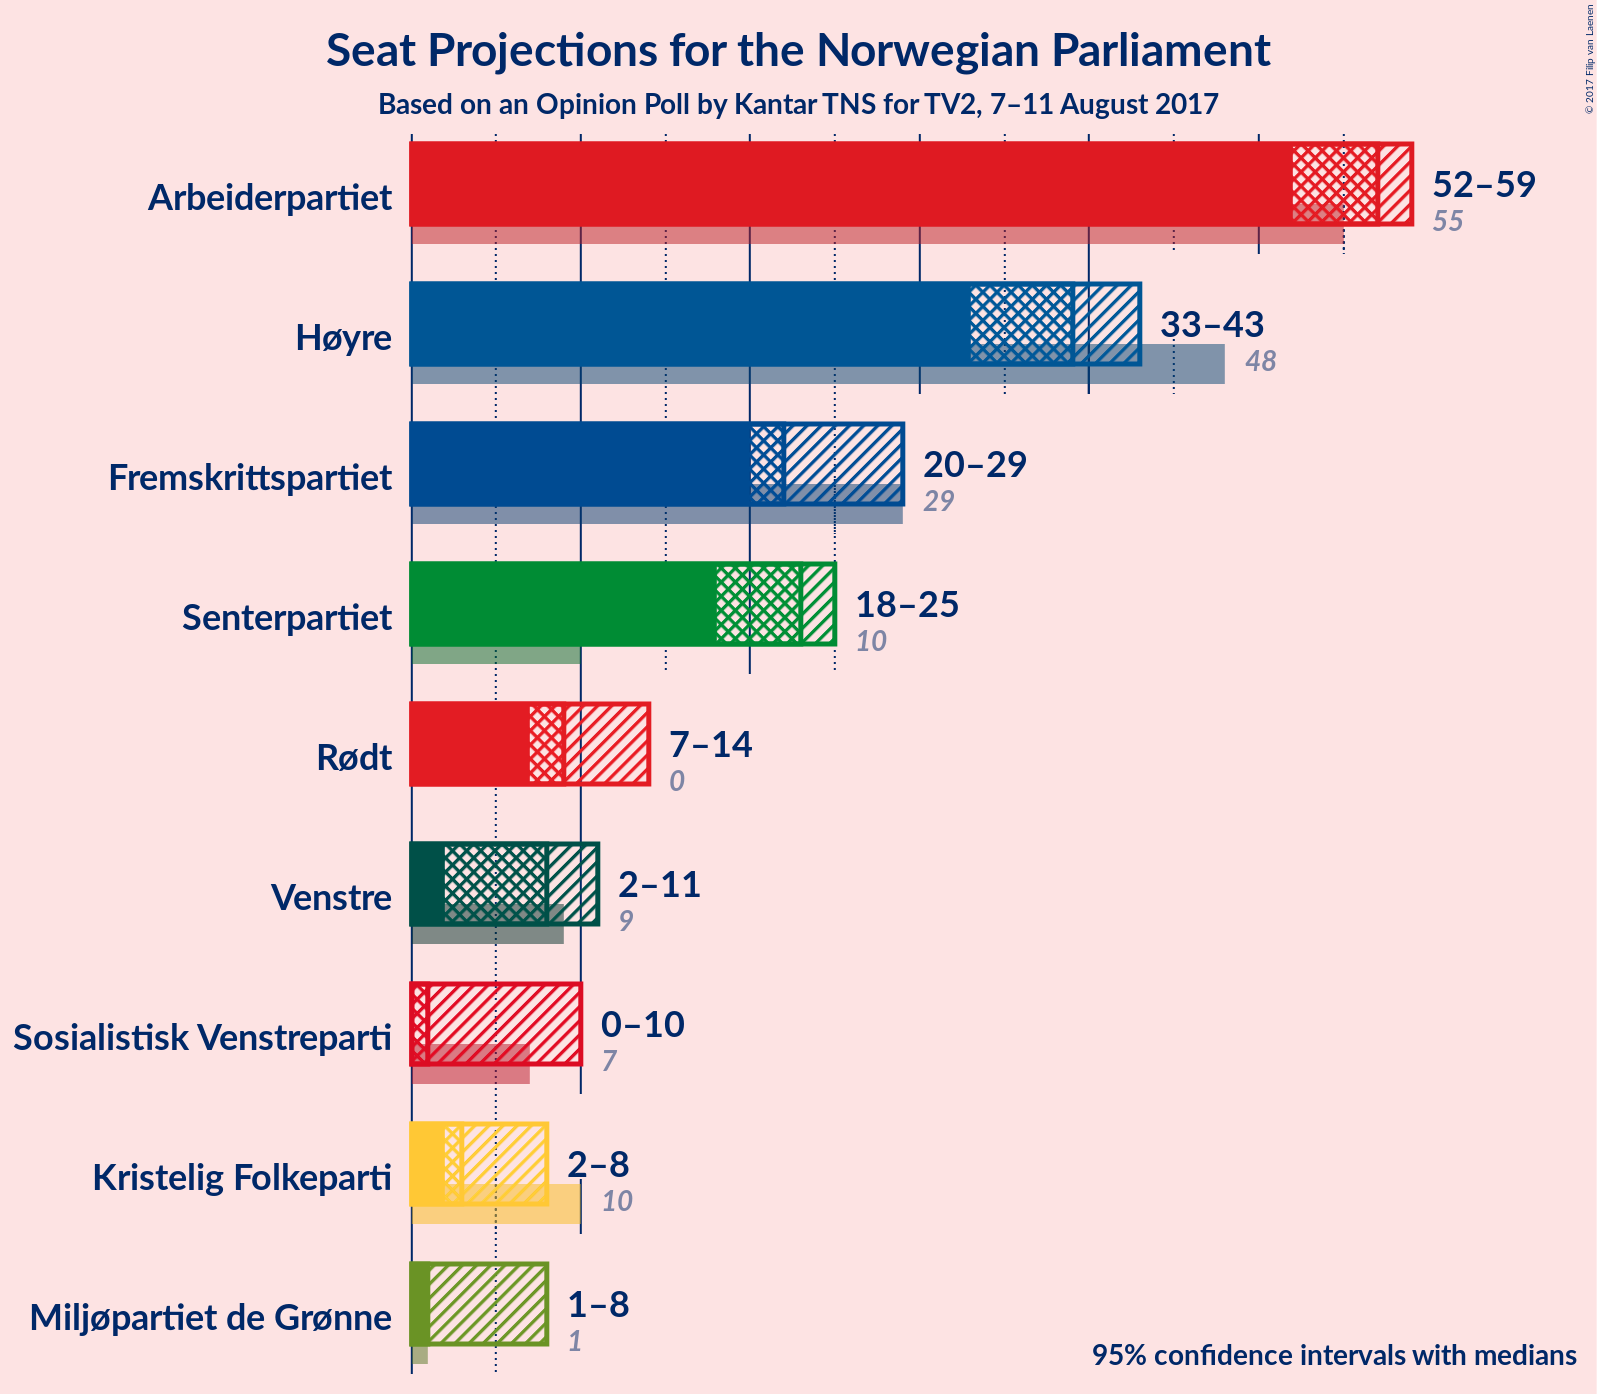 Seat Projections for the Norwegian Parliament
Based on an Opinion Poll by Kantar TNS for TV2, 7–11 August 2017
© 2017 Filip van Laenen
Arbeiderpartiet
52–59
55
Høyre
33–43
48
Fremskrittspartiet
20–29
29
Senterpartiet
18–25
10
Rødt
7–14
0
Venstre
2–11
9
Sosialistisk Venstreparti
0–10
7
Kristelig Folkeparti
2–8
10
Miljøpartiet de Grønne
1–8
1
95% confidence intervals with medians